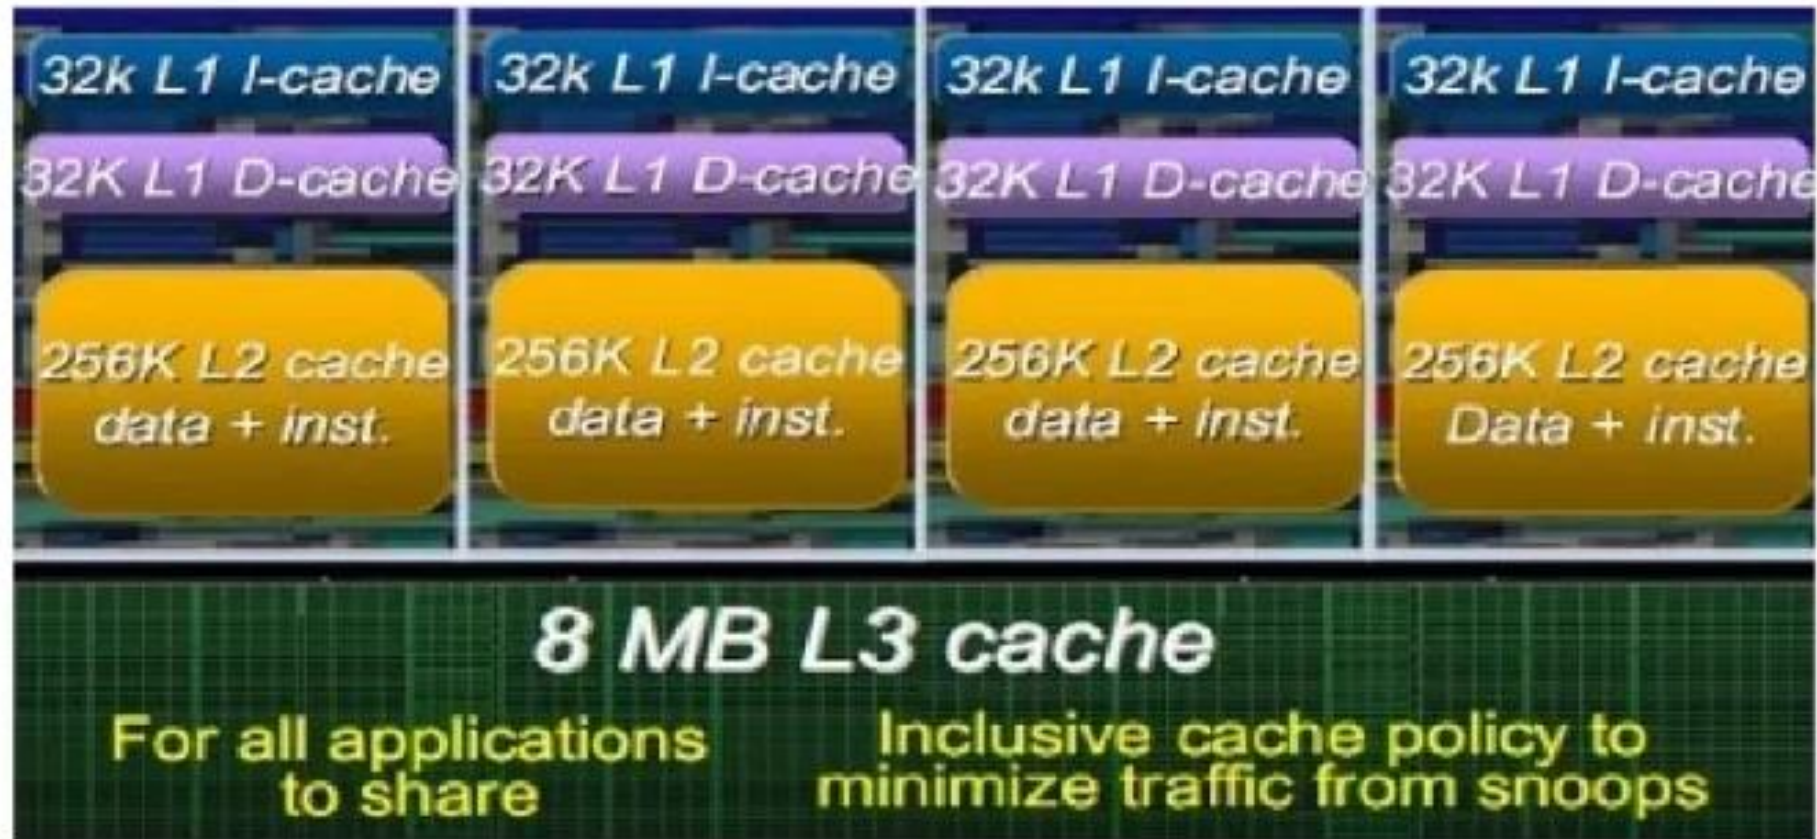 32k L1 I-cache 32k L1 I-cache 32k L1 I-cache 32k L1 I-cache
32K L1 D-cache 32K L1 D-cache 32K L1 D-cache 32K L1 D-cache
256K L2 cache 256K L2 cache 256K L2 cache 256K L2 cache
data + inst. data + inst. data + inst. Data + inst.
8 MB L3 cache
For all applications
to share
Inclusive cache policy to
minimize traffic from snoops